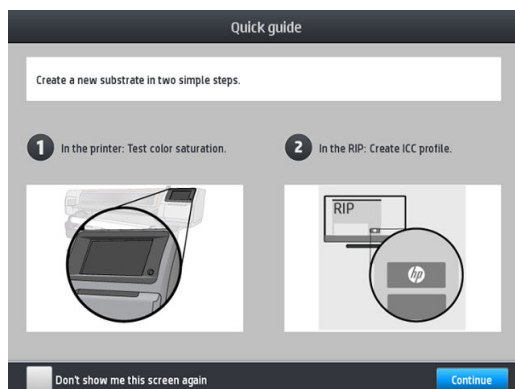 Quick guide
Create a new substrate in two simple steps.
1 In the printer: Test color saturation.
2 In the RIP: Create ICC profile.
RIP
hp
Don't show me this screen again
Continue